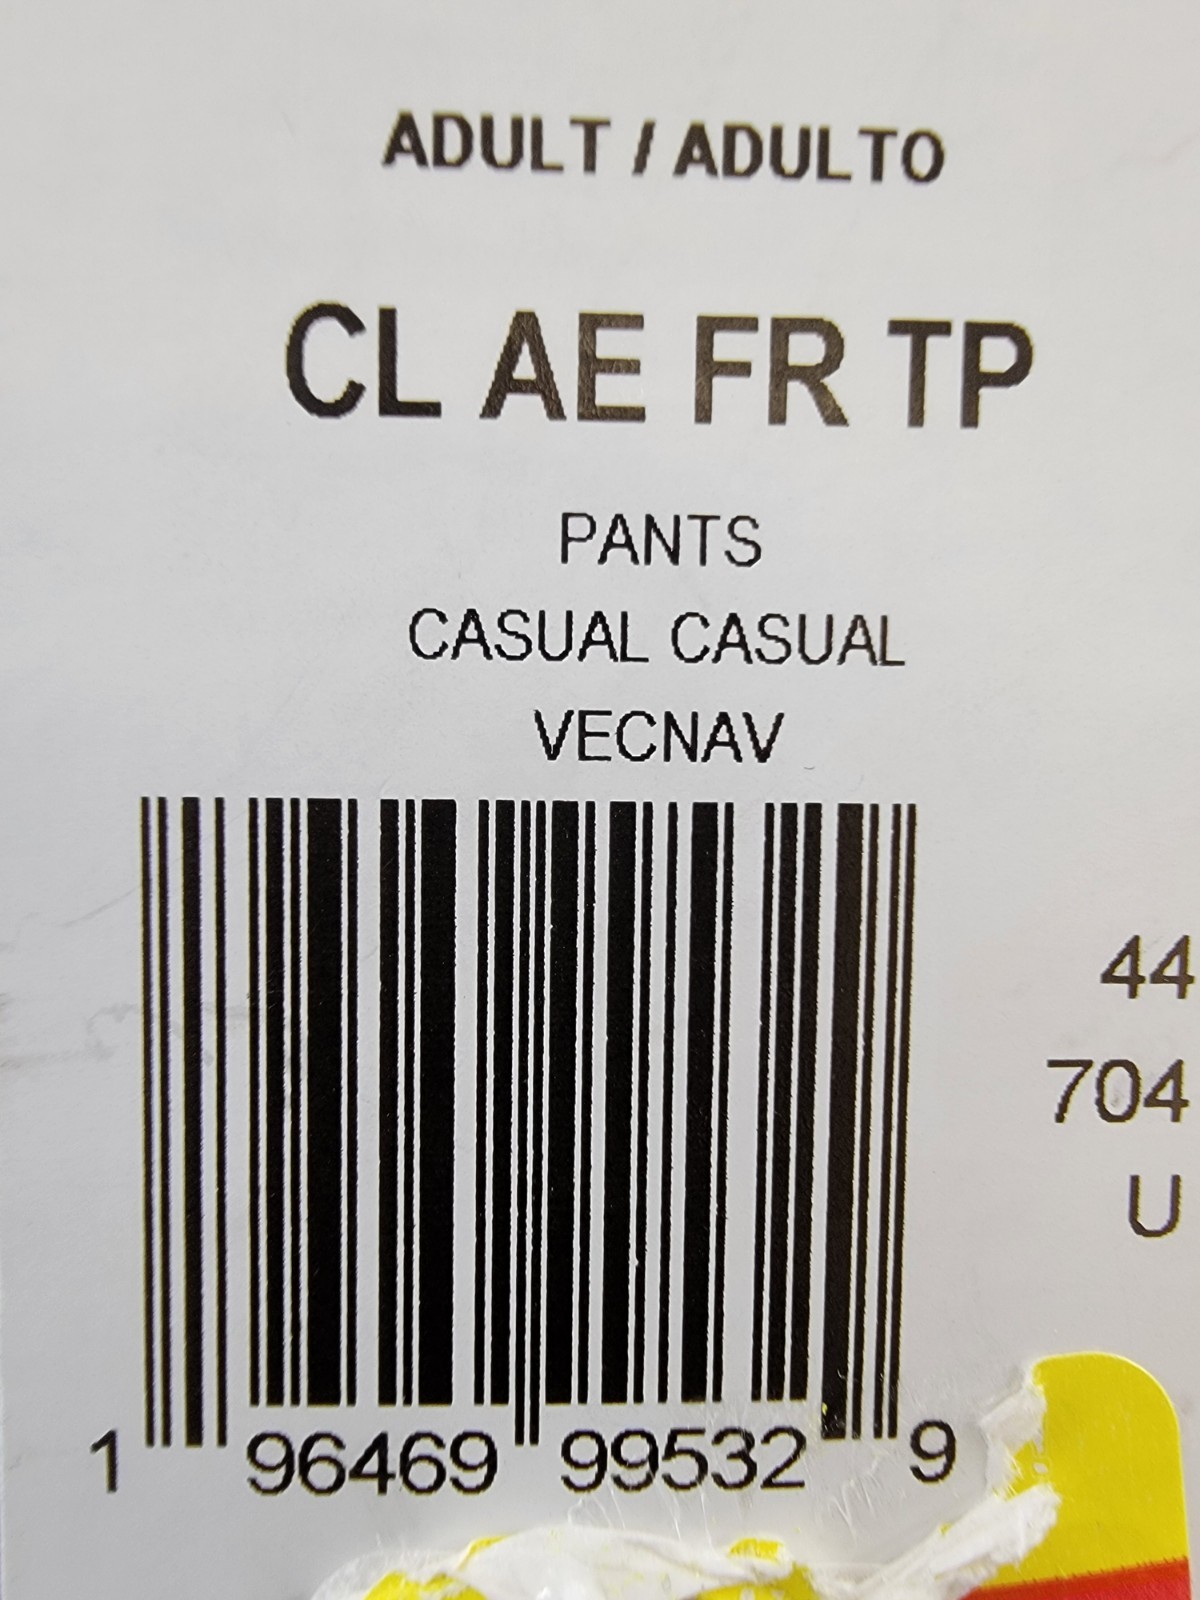 ADULT / ADULTO
CL AE FR TP
PANTS
CASUAL CASUAL
VECNAV
44
704
U
1 96469 99532 9